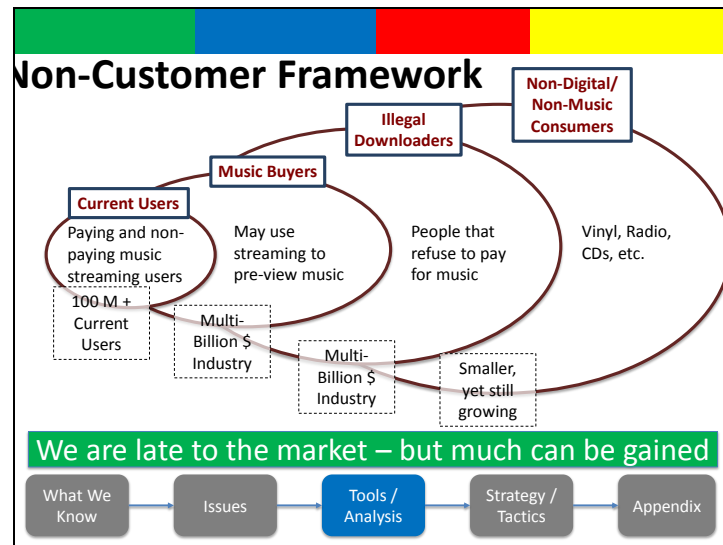 Non-Customer Framework
Non-Digital/
Non-Music
Consumers
Illegal
Downloaders
Music Buyers
Current Users
Paying and non-
paying music
streaming users
May use
streaming to
pre-view music
People that
refuse to pay
for music
Vinyl, Radio,
CDs, etc.
100 M +
Current
Users
Multi-
Billion $
Industry
Multi-
Billion $
Industry
Smaller,
yet still
growing
We are late to the market – but much can be gained
What We
Know
Issues
Tools /
Analysis
Strategy /
Tactics
Appendix